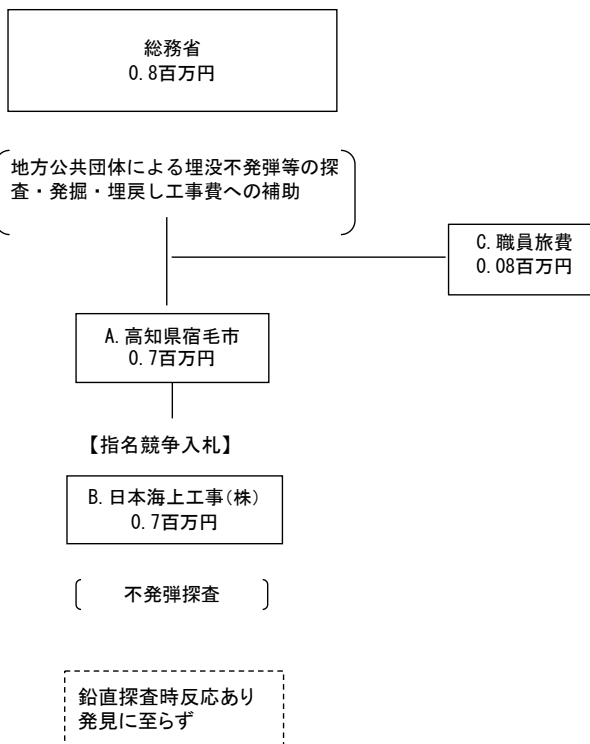 総務省
0.8百万円
地方公共団体による埋没不発弾等の探
査・発掘・埋戻し工事費への補助
C.職員旅費
0.08百万円
A.高知県宿毛市
0.7百万円
【指名競争入札】
B.日本海上工事(株)
0.7百万円
不発弾探査
鉛直探査時反応あり
発見に至らず